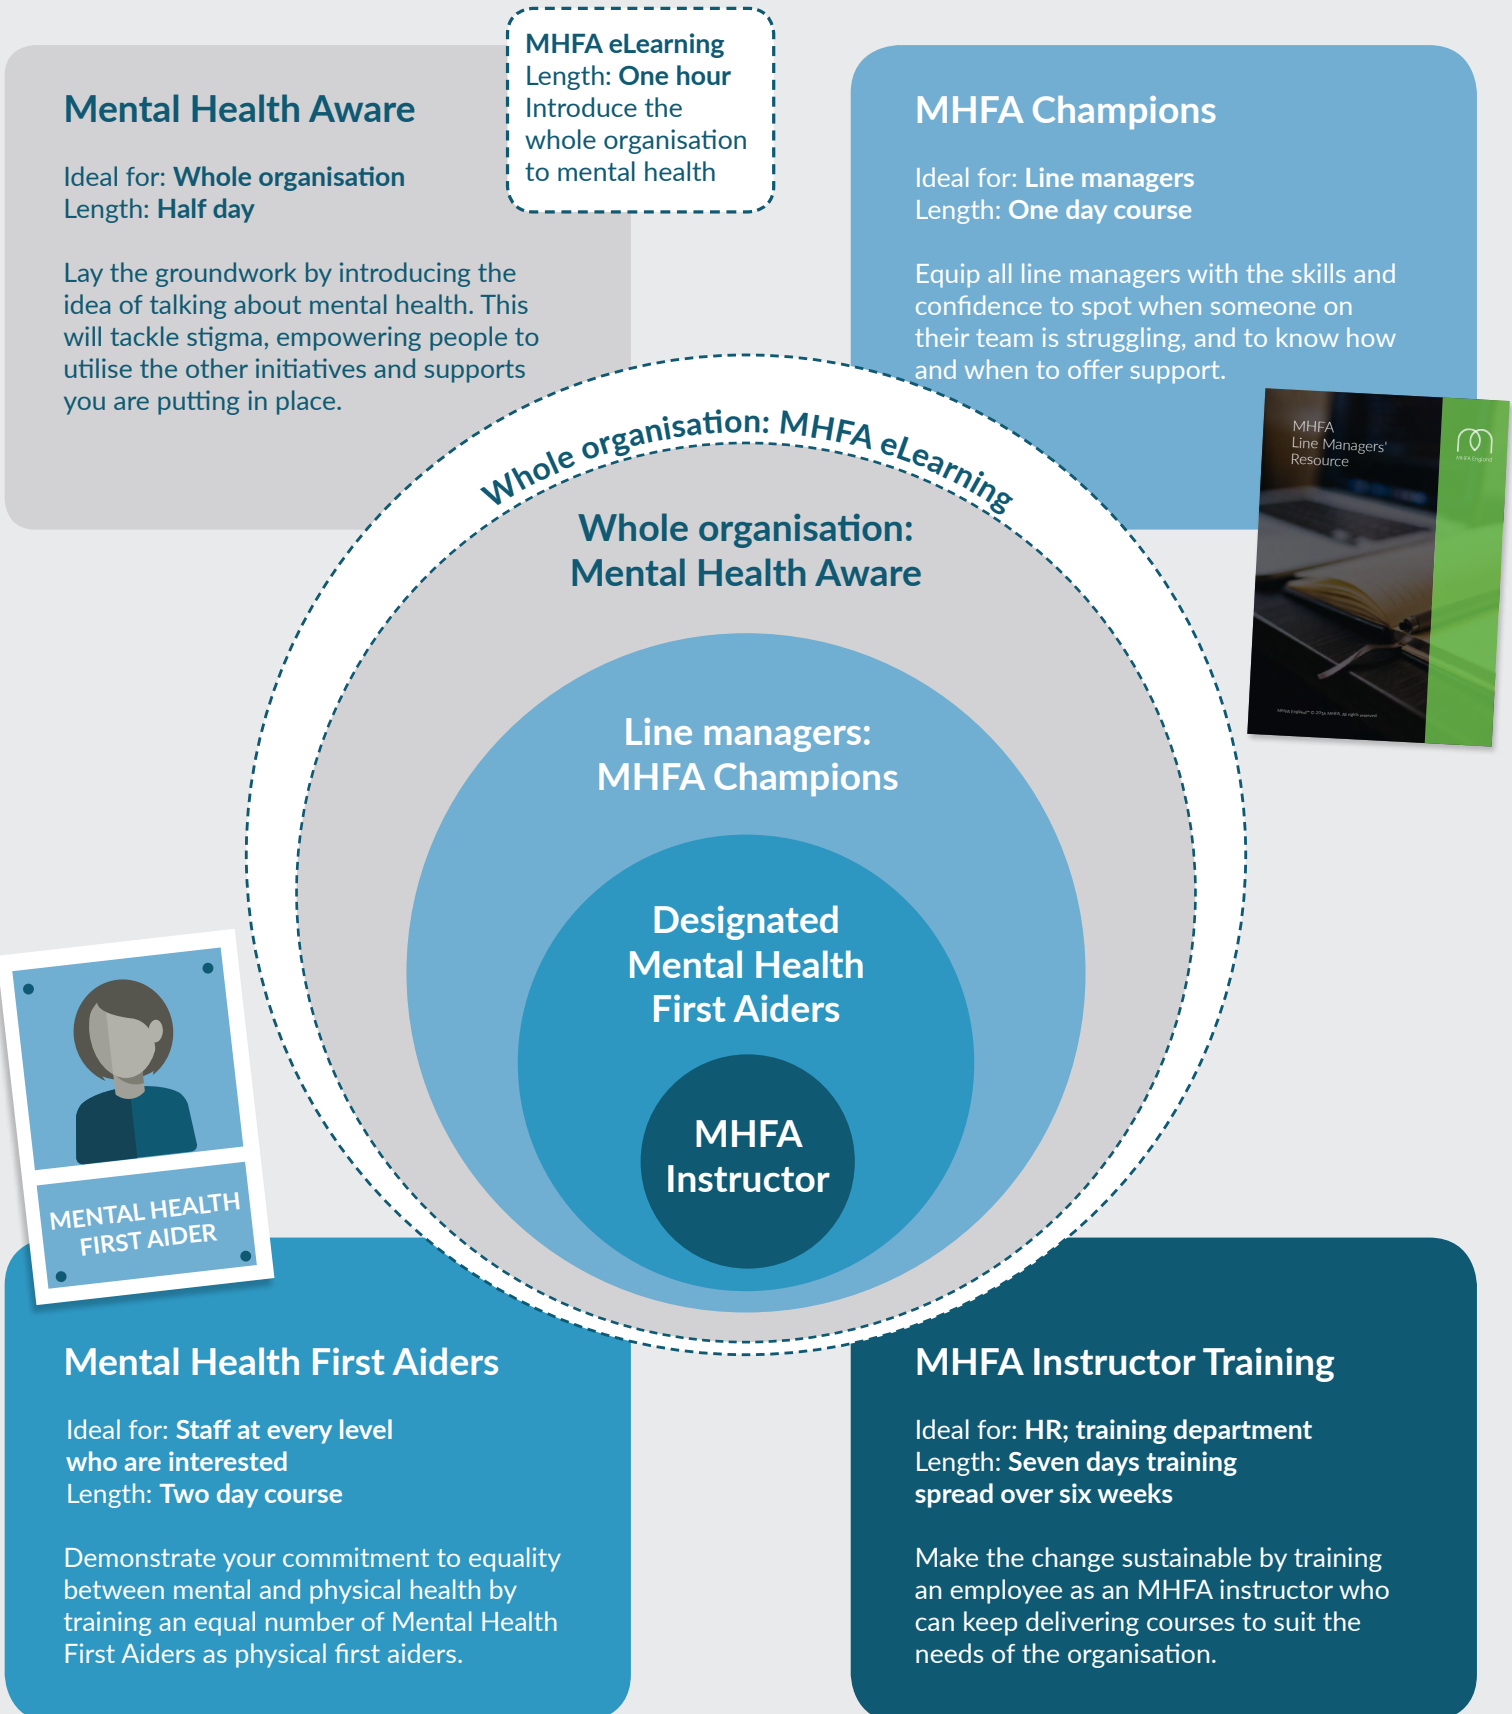 MHFA eLearning
Length: One hour
Introduce the
whole organisation
to mental health
Mental Health Aware
Ideal for: Whole organisation
Length: Half day
Lay the groundwork by introducing the
idea of talking about mental health. This
will tackle stigma, empowering people to
utilise the other initiatives and supports
you are putting in place.
MHFA Champions
Ideal for: Line managers
Length: One day course
Equip all line managers with the skills and
confidence to spot when someone on
their team is struggling, and to know how
and when to offer support.
MHFA
Line Managers'
Resource
MHFA England
MHFA England™ © 2016 MHFA. All rights reserved
Whole organisation: MHFA eLearning
Whole organisation:
Mental Health Aware
Line managers:
MHFA Champions
Designated
Mental Health
First Aiders
MHFA
Instructor
MENTAL HEALTH
FIRST AIDER
Mental Health First Aiders
Ideal for: Staff at every level
who are interested
Length: Two day course
Demonstrate your commitment to equality
between mental and physical health by
training an equal number of Mental Health
First Aiders as physical first aiders.
MHFA Instructor Training
Ideal for: HR; training department
Length: Seven days training
spread over six weeks
Make the change sustainable by training
an employee as an MHFA instructor who
can keep delivering courses to suit the
needs of the organisation.